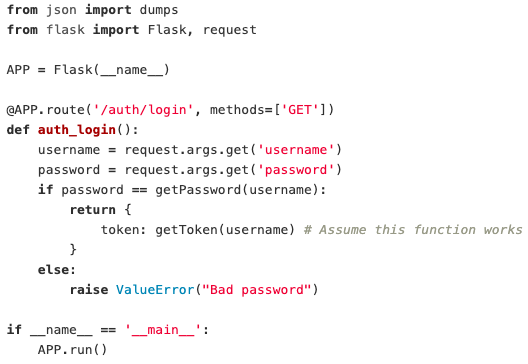 from json import dumps
from flask import Flask, request

APP = Flask(__name__)

@APP.route('/auth/login', methods=['GET'])
def auth_login():
    username = request.args.get('username')
    password = request.args.get('password')
    if password == getPassword(username):
        return {
            token: getToken(username) # Assume this function works
        }
    else:
        raise ValueError("Bad password")

if __name__ == '__main__':
    APP.run()